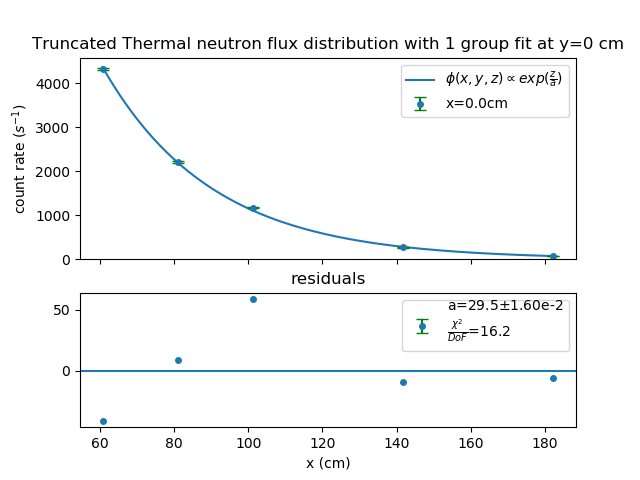 Truncated Thermal neutron flux distribution with 1 group fit at y=0 cm
count rate (s⁻¹)
4000
3000
2000
1000
0
ϕ(x, y, z) ∝ exp(z/a)
x=0.0cm
residuals
50
0
a=29.5±1.60e-2
χ²/DoF=16.2
60 80 100 120 140 160 180
x (cm)